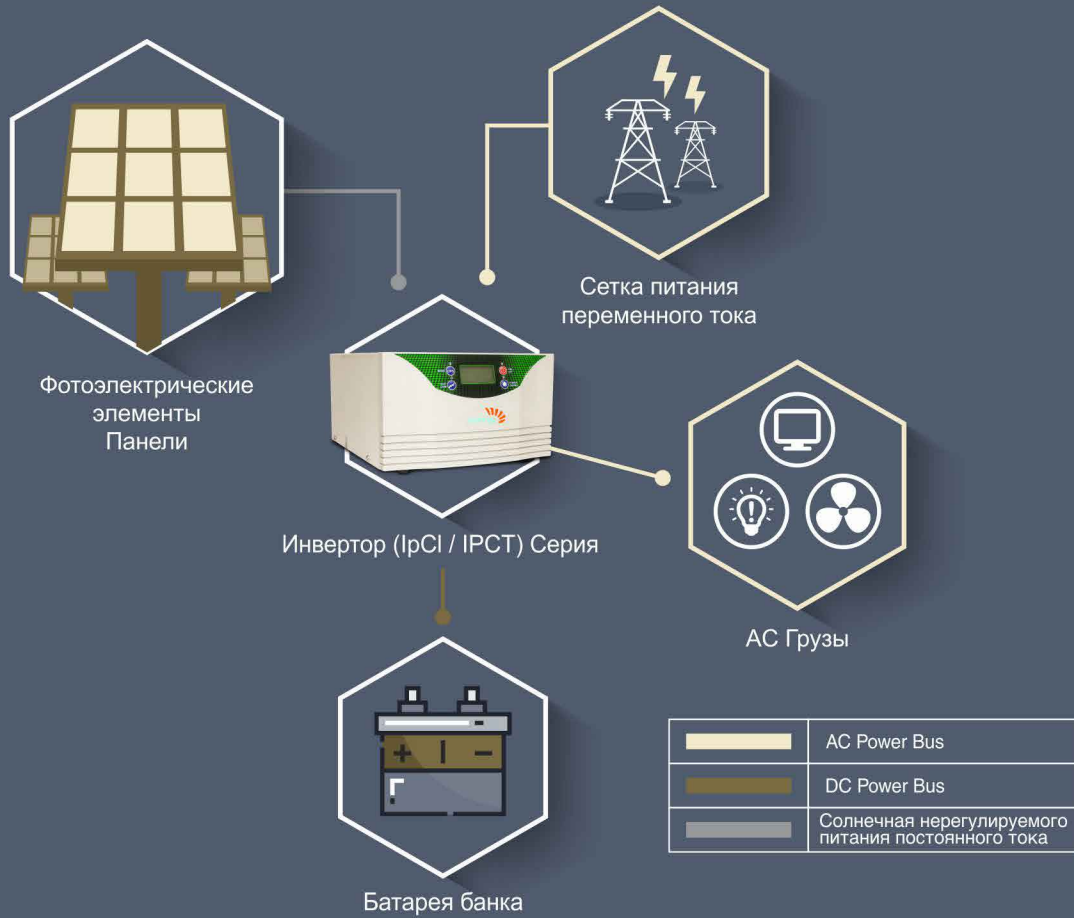 Сетка питания
переменного тока
Фотоэлектрические
элементы
Панели
Инвертор (IpCI / IPCT) Серия
АС Грузы
Батарея банка
AC Power Bus
DC Power Bus
Солнечная нерегулируемого
питания постоянного тока